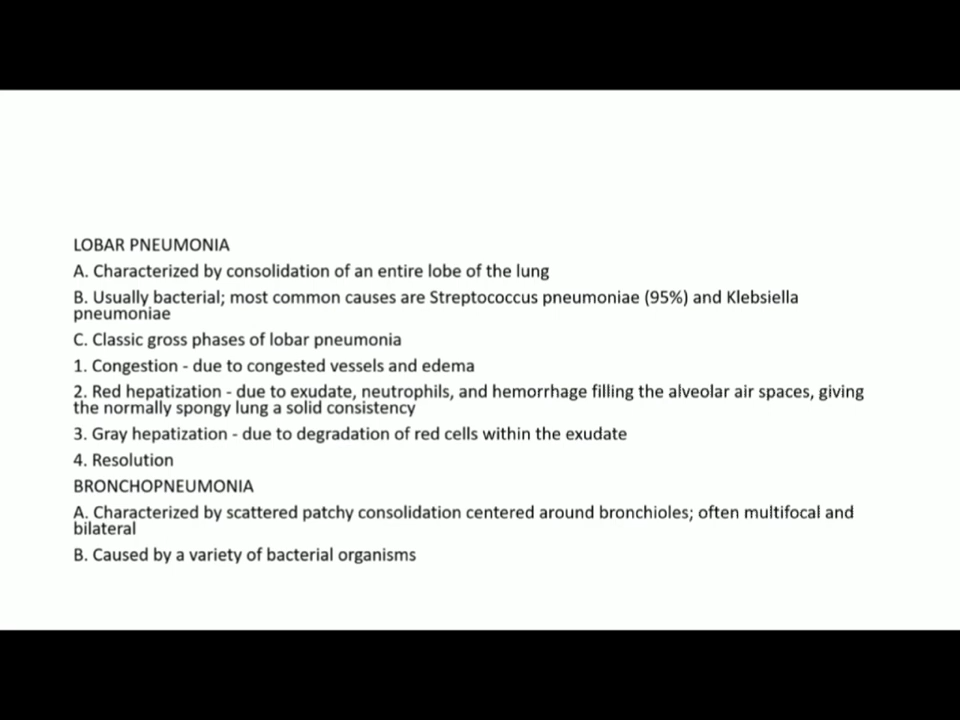 LOBAR PNEUMONIA
A. Characterized by consolidation of an entire lobe of the lung
B. Usually bacterial; most common causes are Streptococcus pneumoniae (95%) and Klebsiella
pneumoniae
C. Classic gross phases of lobar pneumonia
1. Congestion - due to congested vessels and edema
2. Red hepatization - due to exudate, neutrophils, and hemorrhage filling the alveolar air spaces, giving
the normally spongy lung a solid consistency
3. Gray hepatization - due to degradation of red cells within the exudate
4. Resolution
BRONCHOPNEUMONIA
A. Characterized by scattered patchy consolidation centered around bronchioles; often multifocal and
bilateral
B. Caused by a variety of bacterial organisms